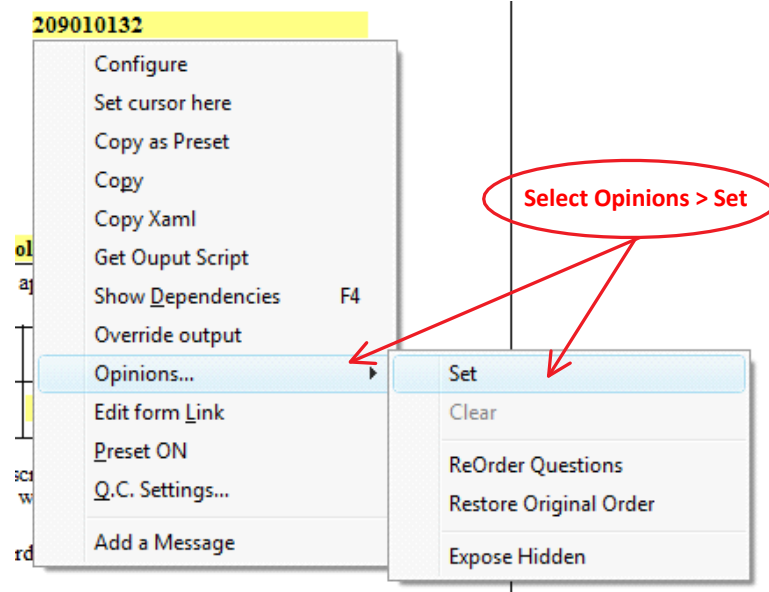 209010132
Configure
Set cursor here
Copy as Preset
Copy
Copy Xaml
Get Ouput Script
Show Dependencies F4
Override output
Opinions...
Edit form Link
Preset ON
Q.C. Settings...
Add a Message
Select Opinions > Set
Set
Clear
ReOrder Questions
Restore Original Order
Expose Hidden